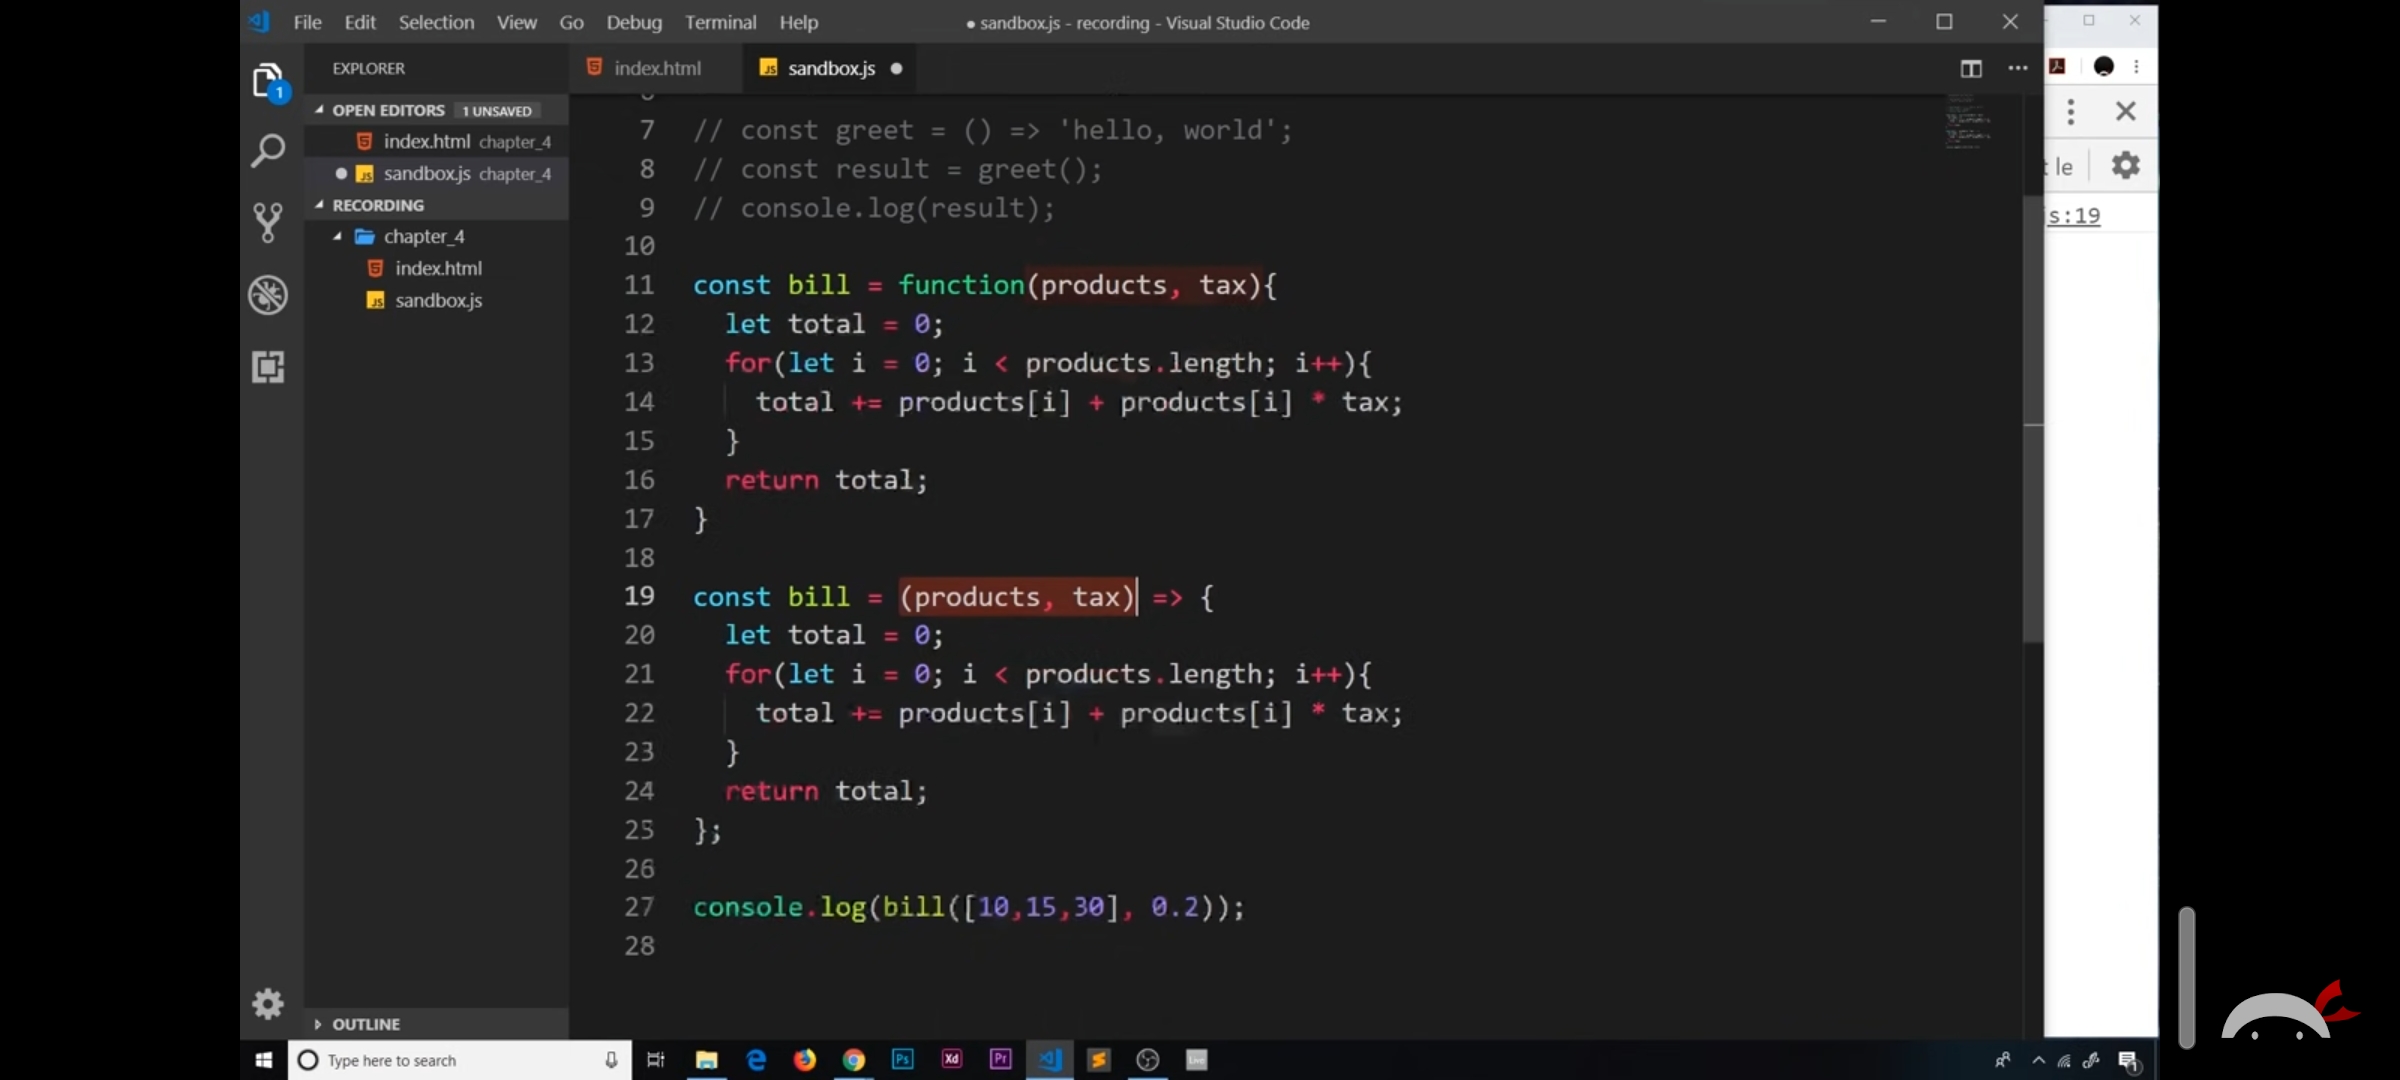 File Edit Selection View Go Debug Terminal Help
● sandbox.js - recording - Visual Studio Code
EXPLORER
index.html
sandbox.js ●
1
OPEN EDITORS 1 UNSAVED
index.html chapter_4
● sandbox.js chapter_4
RECORDING
chapter_4
index.html
sandbox.js
OUTLINE
7 // const greet = () => 'hello, world';
8 // const result = greet();
9 // console.log(result);
10
11 const bill = function(products, tax){
12 let total = 0;
13 for(let i = 0; i < products.length; i++){
14 total += products[i] + products[i] * tax;
15 }
16 return total;
17 }
18
19 const bill = (products, tax) => {
20 let total = 0;
21 for(let i = 0; i < products.length; i++){
22 total += products[i] + products[i] * tax;
23 }
24 return total;
25 };
26
27 console.log(bill([10,15,30], 0.2));
28
s:19
Type here to search
Ps
Xd
Pr
1